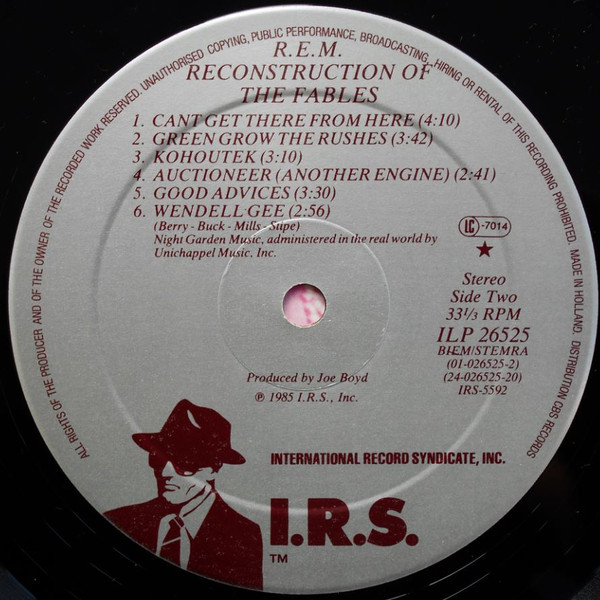 ALL RIGHTS OF THE PRODUCER AND OF THE OWNER OF THE RECORDED WORK RESERVED. UNAUTHORISED COPYING, PUBLIC PERFORMANCE, BROADCASTING, HIRING OR RENTAL OF THIS RECORDING PROHIBITED. MADE IN HOLLAND. DISTRIBUTION CBS RECORDS
R.E.M.
RECONSTRUCTION OF
THE FABLES
1. CANT GET THERE FROM HERE (4:10)
2. GREEN GROW THE RUSHES (3:42)
3. KOHOUTEK (3:10)
4. AUCTIONEER (ANOTHER ENGINE) (2:41)
5. GOOD ADVICES (3:30)
6. WENDELL GEE (2:56)
(Berry - Buck - Mills - Stipe)
Night Garden Music, administered in the real world by
Unichappel Music, Inc.
LC -7014
Stereo
Side Two
33⅓ RPM
ILP 26525
BIEM/STEMRA
(01-026525-2)
(24-026525-20)
IRS-5592
Produced by Joe Boyd
℗ 1985 I.R.S., Inc.
INTERNATIONAL RECORD SYNDICATE, INC.
I.R.S.
TM